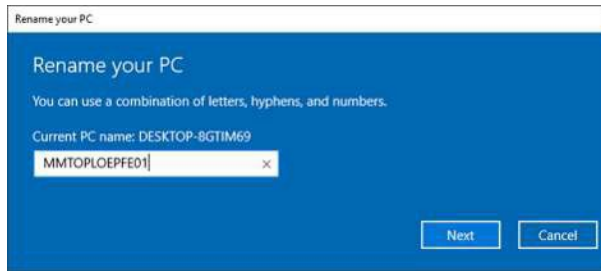 Rename your PC
Rename your PC
You can use a combination of letters, hyphens, and numbers.
Current PC name: DESKTOP-8GTIM69
MMTOPLOEPFE01
Next Cancel